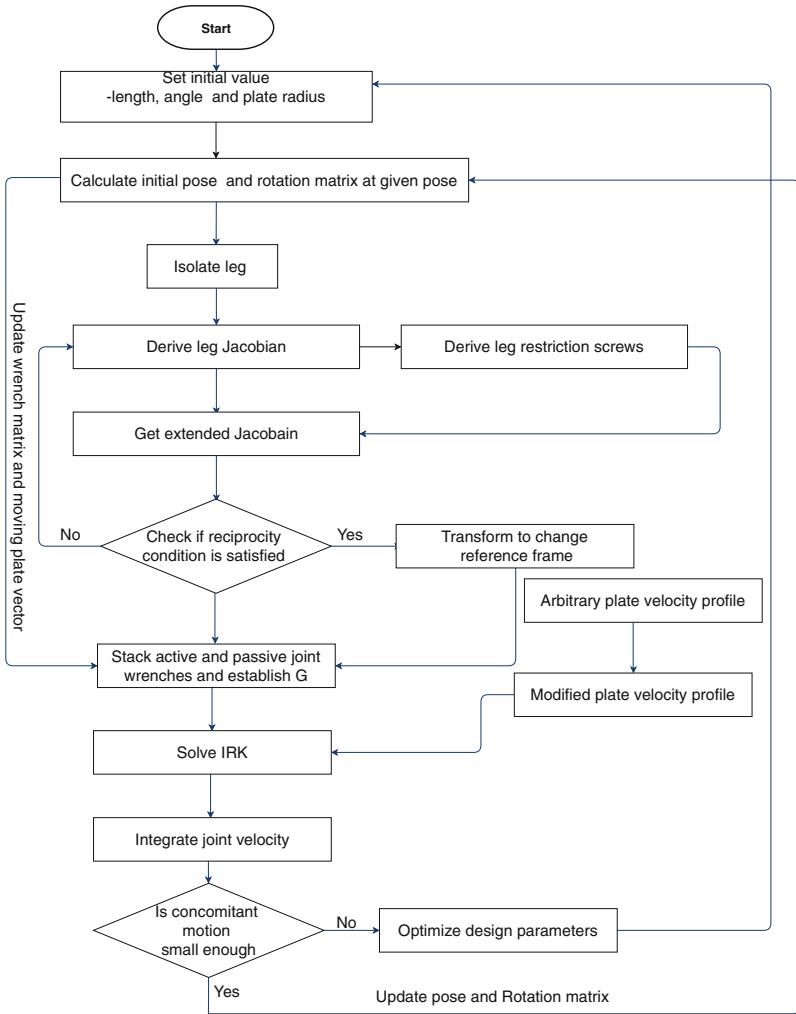 Start
Set initial value
-length, angle and plate radius
Calculate initial pose and rotation matrix at given pose
Isolate leg
Update wrench matrix and moving plate vector
Derive leg Jacobian
Derive leg restriction screws
Get extended Jacobain
No
Check if reciprocity
condition is satisfied
Yes
Transform to change
reference frame
Arbitrary plate velocity profile
Stack active and passive joint
wrenches and establish G
Modified plate velocity profile
Solve IRK
Integrate joint velocity
Is concomitant
motion
small enough
No
Optimize design parameters
Yes
Update pose and Rotation matrix